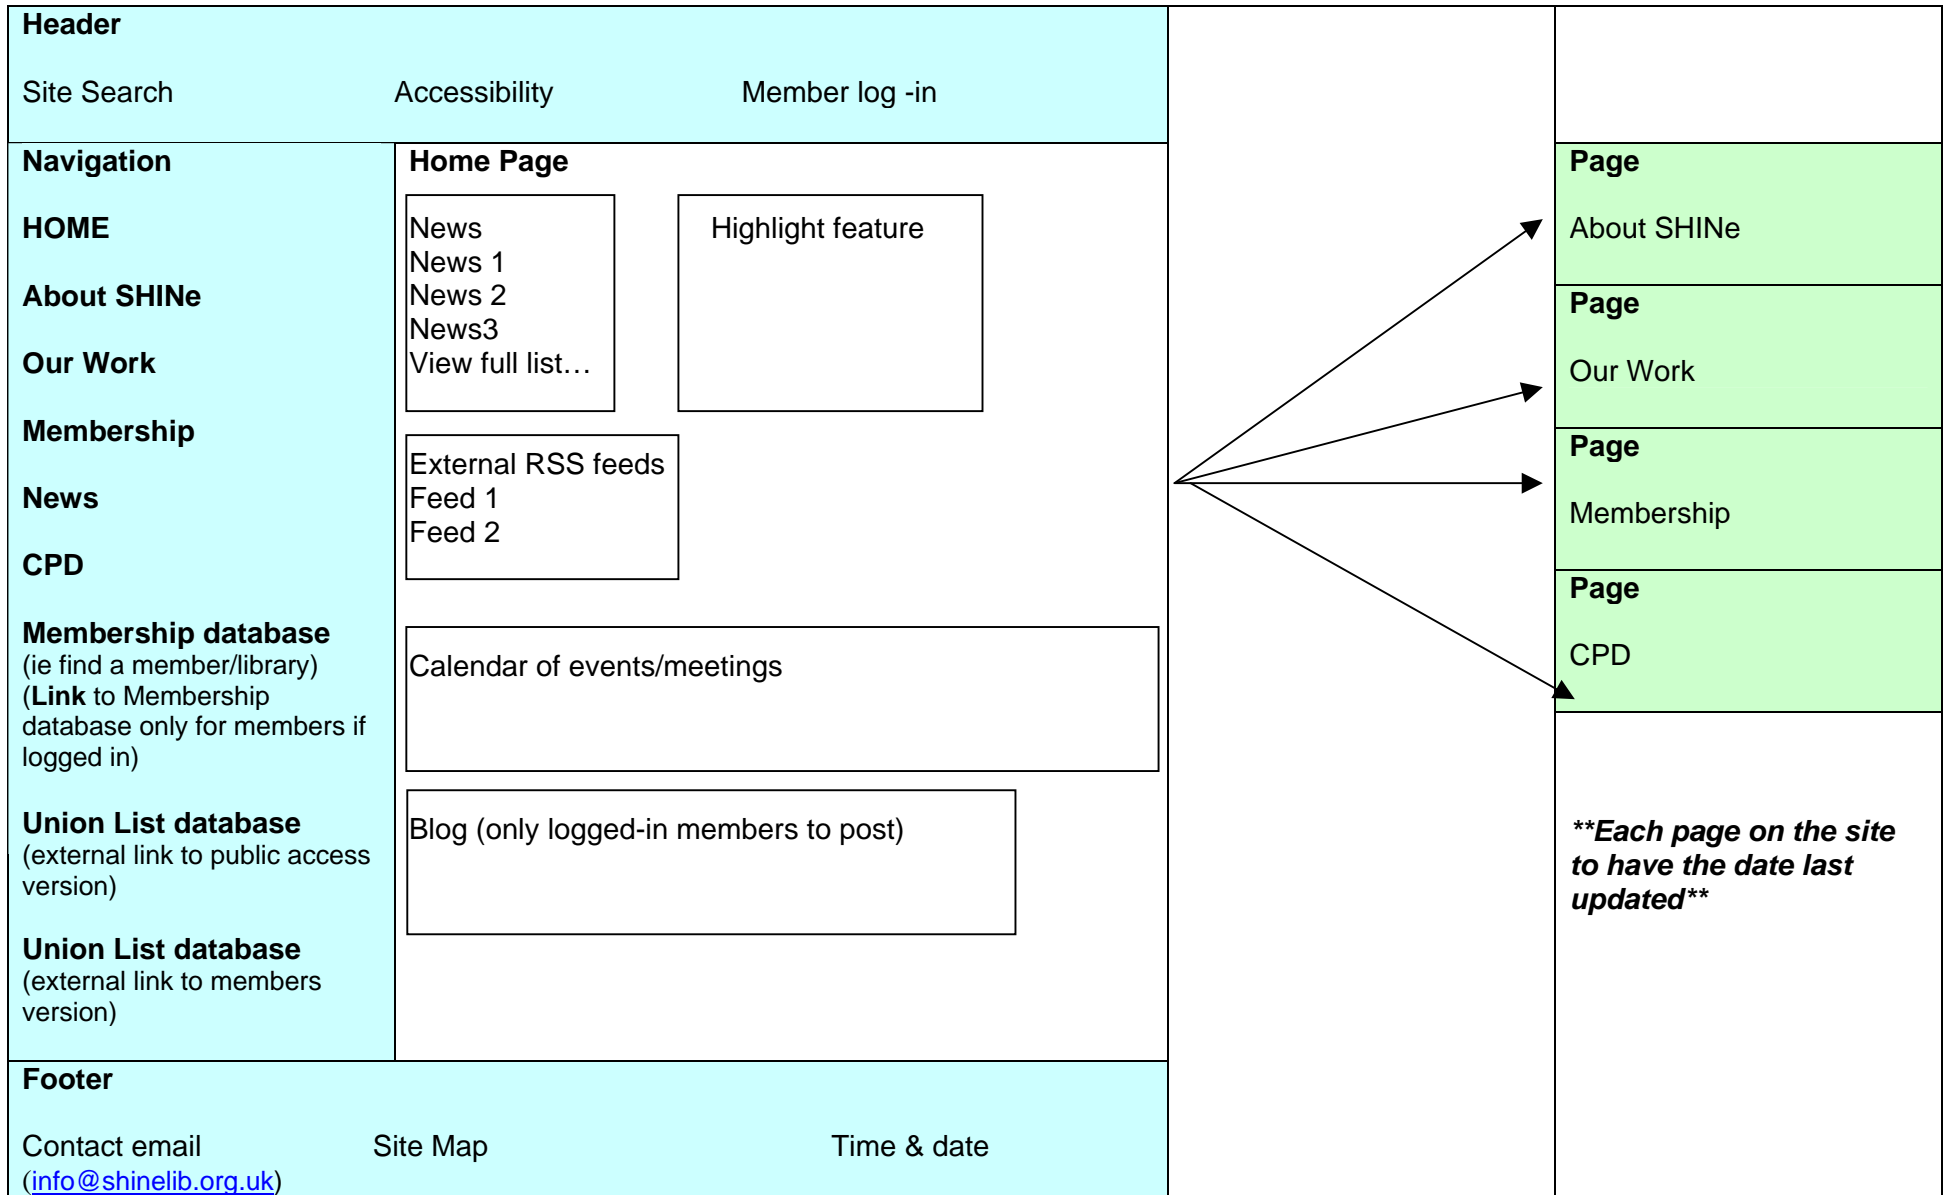 Header
Site Search Accessibility Member log -in
Navigation
HOME
About SHINe
Our Work
Membership
News
CPD
Membership database
(ie find a member/library)
(Link to Membership
database only for members if
logged in)
Union List database
(external link to public access
version)
Union List database
(external link to members
version)
Home Page
News
News 1
News 2
News3
View full list…
Highlight feature
External RSS feeds
Feed 1
Feed 2
Calendar of events/meetings
Blog (only logged-in members to post)
Page
About SHINe
Page
Our Work
Page
Membership
Page
CPD
**Each page on the site
to have the date last
updated**
Footer
Contact email Site Map Time & date
(info@shinelib.org.uk)